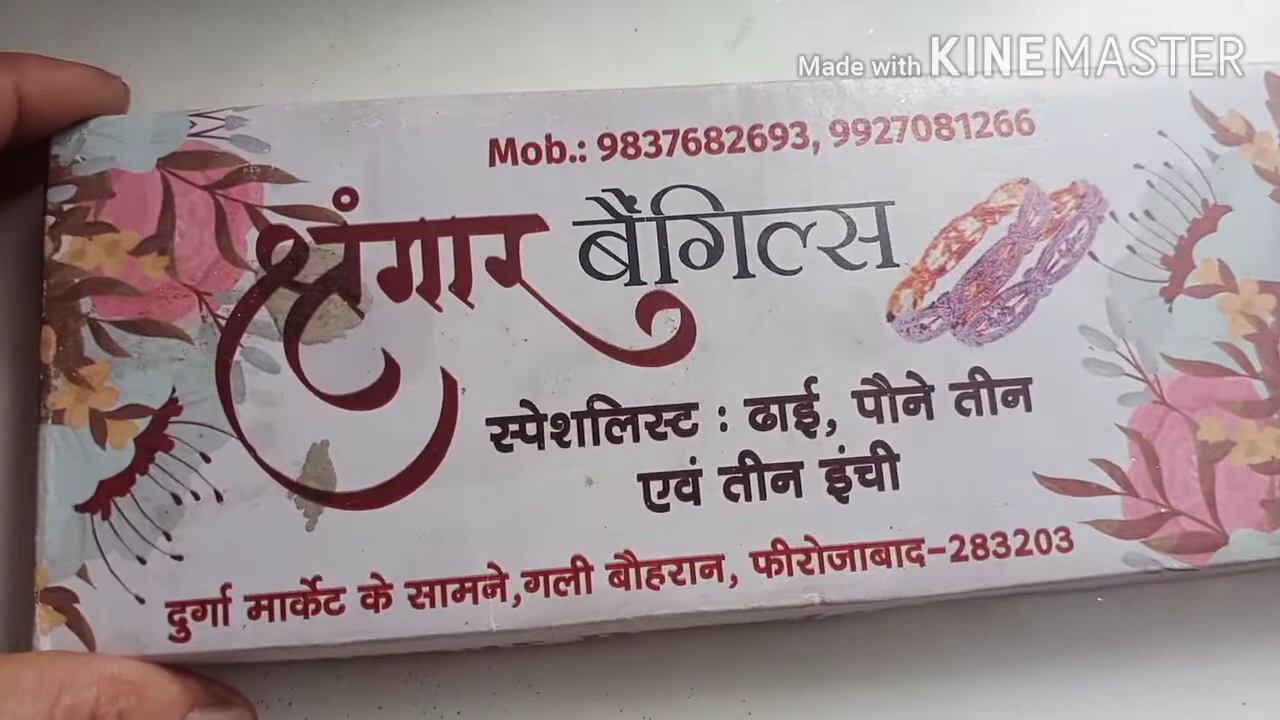 Made with KINEMASTER
Mob.: 9837682693, 9927081266
श्रंगार बैंगिल्स
स्पेशलिस्ट : ढाई, पौने तीन
एवं तीन इंची
दुर्गा मार्केट के सामने,गली बौहरान, फीरोजाबाद-283203